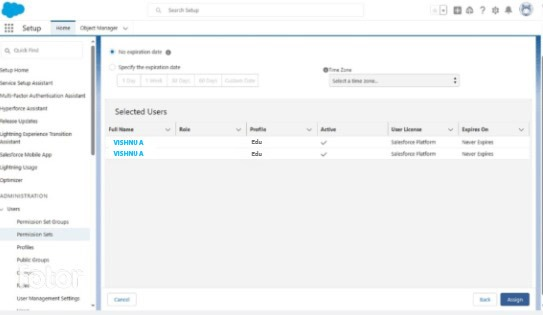 Search Setup
Setup Home Object Manager
Quick Find
Setup Home
Service Setup Assistant
Multi-Factor Authentication Assistant
Hyperforce Assistant
Release Updates
Lightning Experience Transition
Assistant
Salesforce Mobile App
Lightning Usage
Optimizer
ADMINISTRATION
Users
Permission Set Groups
Permission Sets
Profiles
Public Groups
User Management Settings
No expiration date
Specify the expiration date
1 Day 1 Week 30 Days 60 Days Custom Date
Time Zone
Select a time zone...
Selected Users
Full Name Role Profile Active User License Expires On
VISHNU A Edu Salesforce Platform Never Expires
VISHNU A Edu Salesforce Platform Never Expires
Cancel Back Assign
fotor